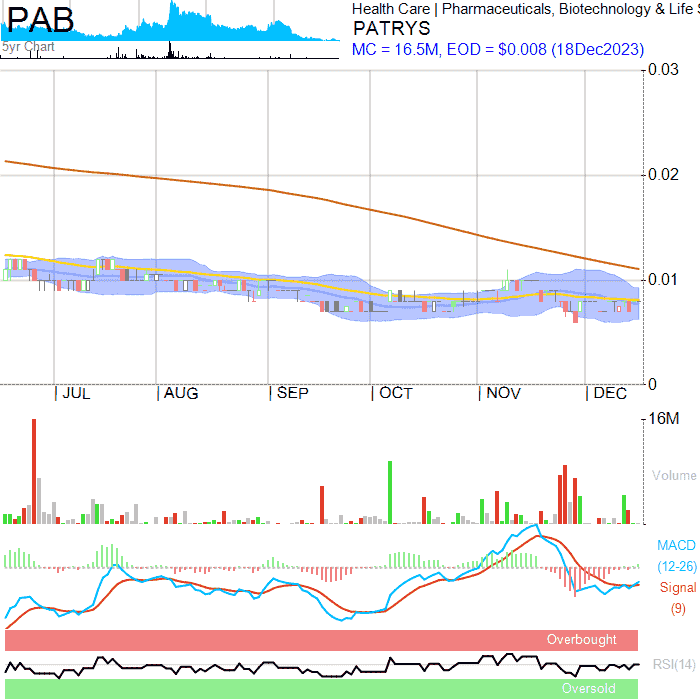 PAB
5yr Chart
Health Care | Pharmaceuticals, Biotechnology & Life S
PATRYS
MC = 16.5M, EOD = $0.008 (18Dec2023)
0.03
0.02
0.01
0
JUL
AUG
SEP
OCT
NOV
DEC
16M
Volume
MACD
(12-26)
Signal
(9)
Overbought
RSI(14)
Oversold